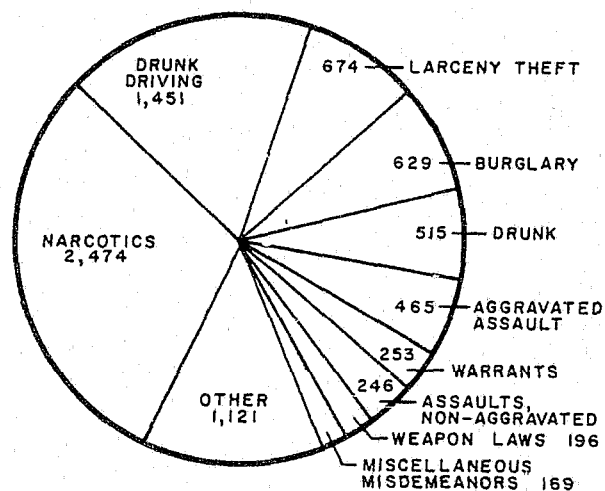 DRUNK
DRIVING
1,451
674 LARCENY THEFT
629 BURGLARY
515 DRUNK
NARCOTICS
2,474
465 AGGRAVATED
ASSAULT
253 WARRANTS
246 ASSAULTS,
NON-AGGRAVATED
OTHER
1,121
WEAPON LAWS 196
MISCELLANEOUS
MISDEMEANORS 169